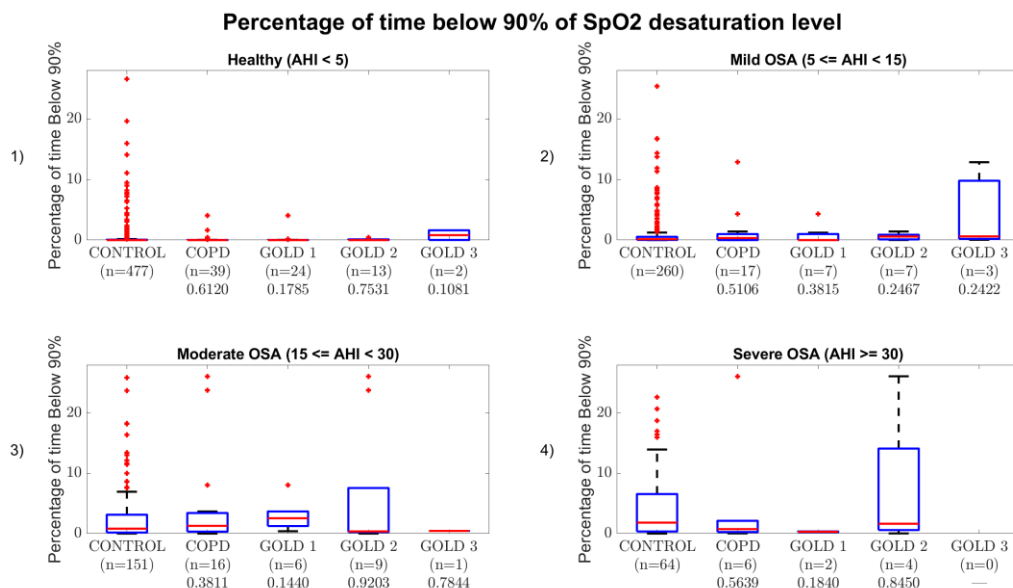 Percentage of time below 90% of SpO2 desaturation level
1)
Healthy (AHI < 5)
Percentage of time Below 90%
20
10
0
CONTROL COPD GOLD 1 GOLD 2 GOLD 3
(n=477) (n=39) (n=24) (n=13) (n=2)
0.6120 0.1785 0.7531 0.1081
2)
Mild OSA (5 <= AHI < 15)
Percentage of time Below 90%
20
10
0
CONTROL COPD GOLD 1 GOLD 2 GOLD 3
(n=260) (n=17) (n=7) (n=7) (n=3)
0.5106 0.3815 0.2467 0.2422
3)
Moderate OSA (15 <= AHI < 30)
Percentage of time Below 90%
20
10
0
CONTROL COPD GOLD 1 GOLD 2 GOLD 3
(n=151) (n=16) (n=6) (n=9) (n=1)
0.3811 0.1440 0.9203 0.7844
4)
Severe OSA (AHI >= 30)
Percentage of time Below 90%
20
10
0
CONTROL COPD GOLD 1 GOLD 2 GOLD 3
(n=64) (n=6) (n=2) (n=4) (n=0)
0.5639 0.1840 0.8450 —